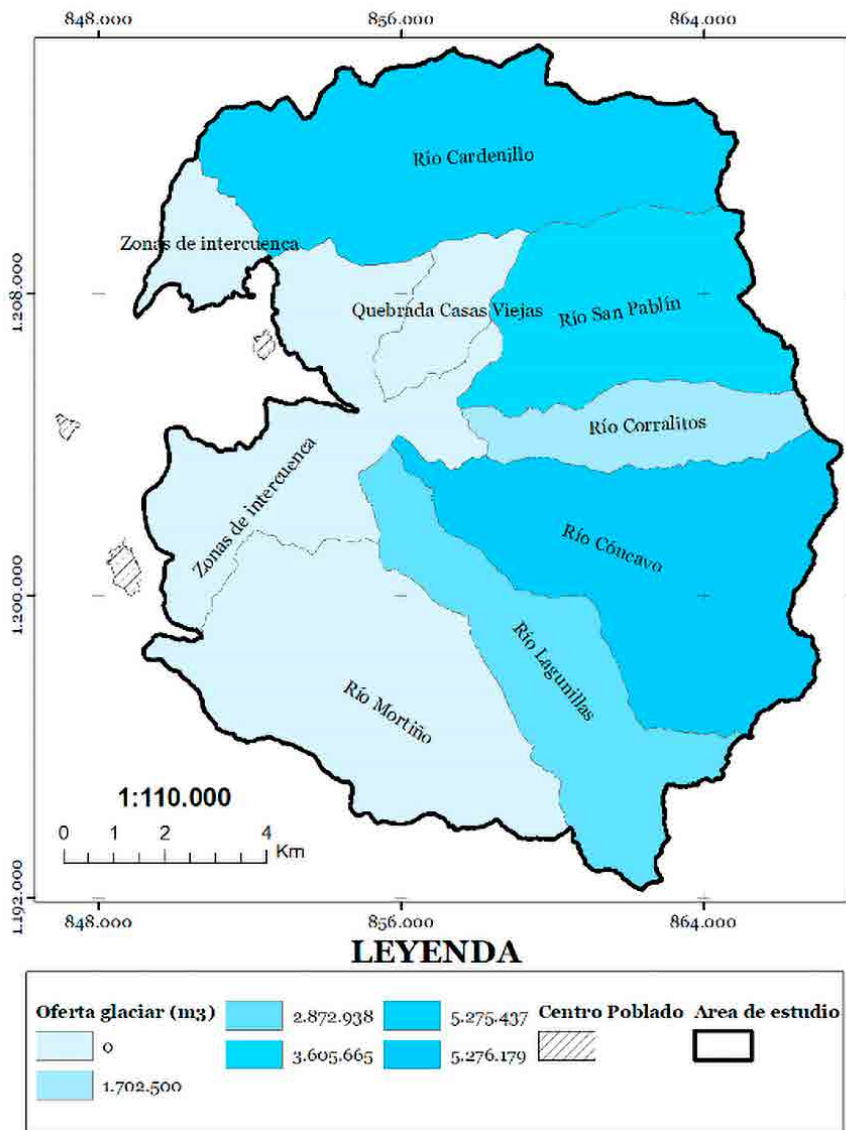 848.000 856.000 864.000
Río Cardenillo
Zonas de intercuenca
1.208.000
Quebrada Casas Viejas
Río San Pablín
Río Corralitos
Zonas de intercuenca
Río Cóncavo
1.200.000
Río Lagunillas
Río Mortiño
1:110.000
0 1 2 4
Km
1.192.000
848.000 856.000 864.000
LEYENDA
Oferta glaciar (m3) 2.872.938 5.275.437 Centro Poblado Area de estudio
0 3.605.665 5.276.179
1.702.500